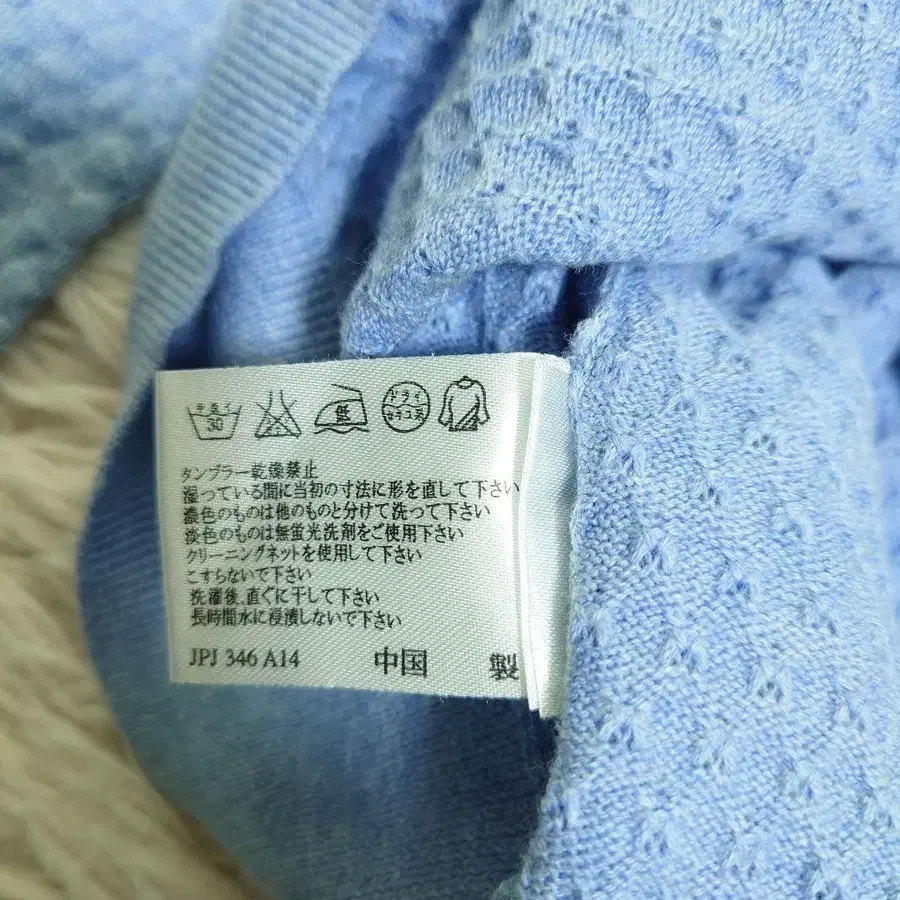 手洗イ 30 低 ドライ セキユ系
タンブラー乾燥禁止
湿っている間に当初の寸法に形を直して下さい
濃色のものは他のものと分けて洗って下さい
淡色のものは無蛍光洗剤をご使用下さい
クリーニングネットを使用して下さい
こすらないで下さい
洗濯後、直ぐに干して下さい
長時間水に浸漬しないで下さい
JPJ 346 A14 中国 製